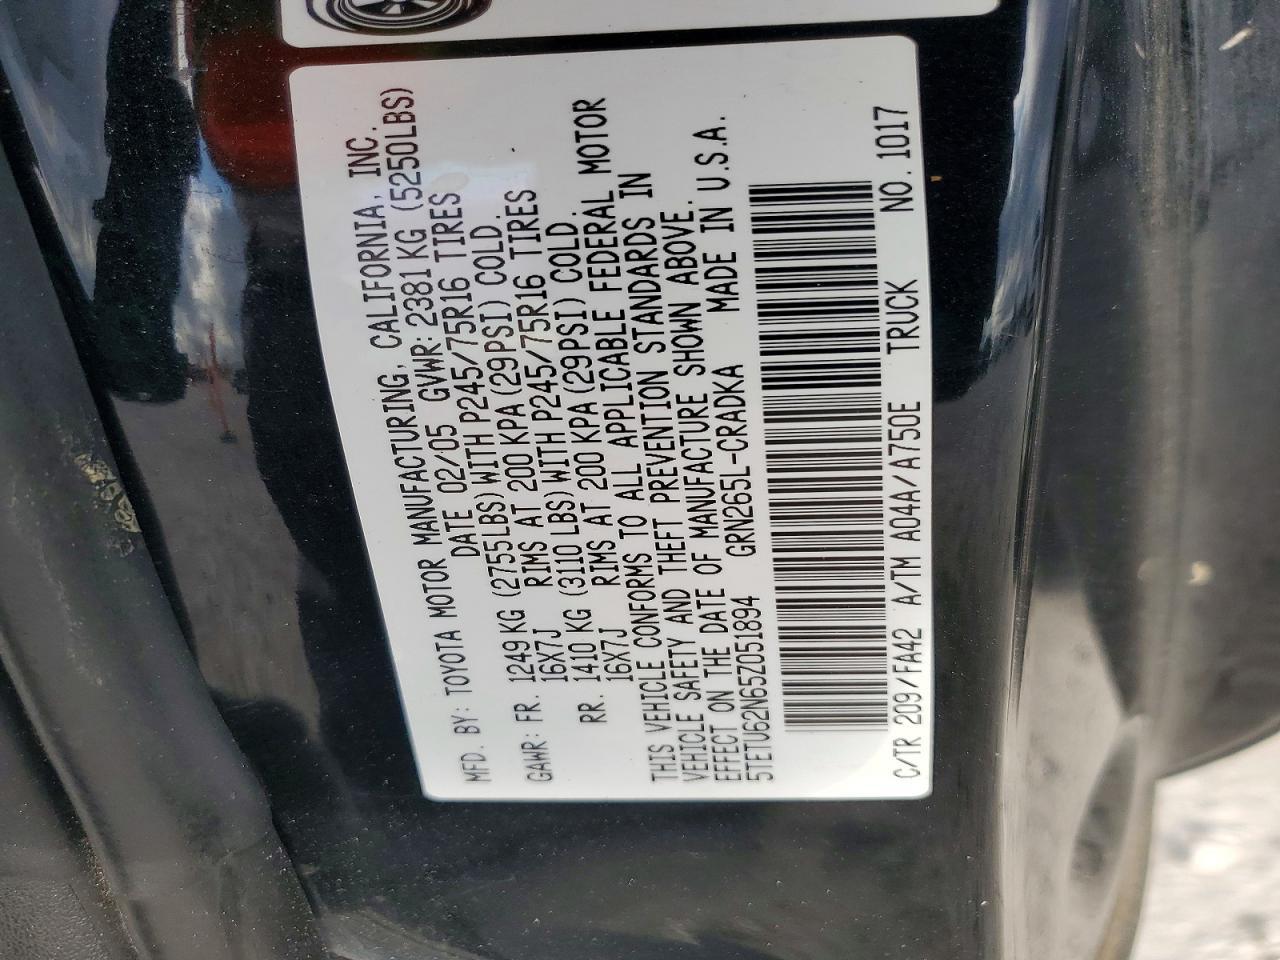 MFD. BY: TOYOTA MOTOR MANUFACTURING, CALIFORNIA, INC.
DATE 02/05 GVWR: 2381KG (5250LBS)
GAWR: FR. 1249KG (2755LBS) WITH P245/75R16 TIRES
16X7J RIMS AT 200 KPA (29PSI) COLD.
RR. 1410 KG (3110 LBS) WITH P245/75R16 TIRES
16X7J RIMS AT 200 KPA (29PSI) COLD.
THIS VEHICLE CONFORMS TO ALL APPLICABLE FEDERAL MOTOR
VEHICLE SAFETY AND THEFT PREVENTION STANDARDS IN
EFFECT ON THE DATE OF MANUFACTURE SHOWN ABOVE.
5TETU62N65Z051894 GRN265L-CRADKA MADE IN U.S.A.
C/TR 209/FA42 A/TM A04A/A750E TRUCK NO. 1017